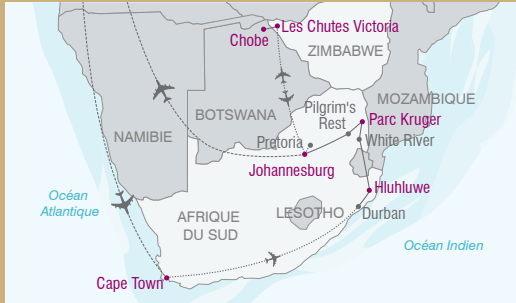 Les Chutes Victoria
Chobe
ZIMBABWE
MOZAMBIQUE
BOTSWANA
Pilgrim's
Rest
Parc Kruger
NAMIBIE
Pretoria
White River
Johannesburg
Hluhluwe
Océan
Atlantique
AFRIQUE
DU SUD
LESOTHO
Durban
Océan Indien
Cape Town